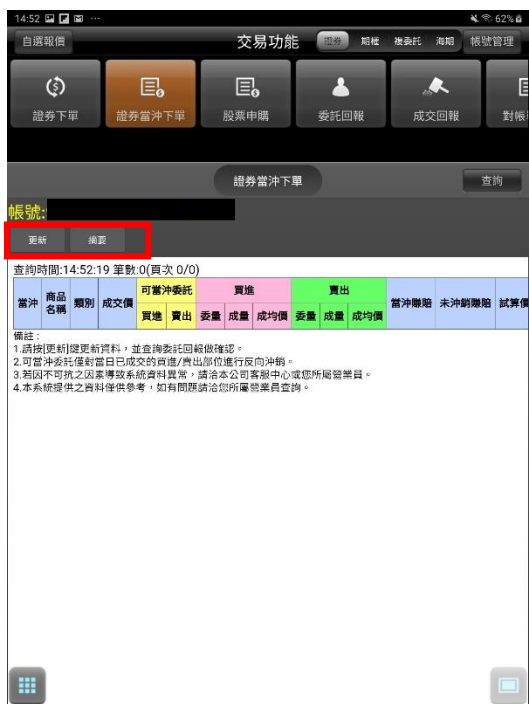 14:52 62%
自選報價 交易功能 證券 期權 複委託 海期 帳號管理
證券下單 證券當沖下單 股票申購 委託回報 成交回報 對帳
證券當沖下單 查詢
帳號:
更新 摘要
查詢時間:14:52:19 筆數:0(頁次 0/0)
當沖 商品名稱 類別 成交價 可當沖委託 買進 賣出 當沖賺賠 未沖銷賺賠 試算價
買進 賣出 委量 成量 成均價 委量 成量 成均價
備註:
1.請按[更新]鍵更新資料,並查詢委託回報做確認。
2.可當沖委託僅對當日已成交的買進/賣出部位進行反向沖銷。
3.若因不可抗之因素導致系統資料異常,請洽本公司客服中心或您所屬營業員。
4.本系統提供之資料僅供參考,如有問題請洽您所屬營業員查詢。